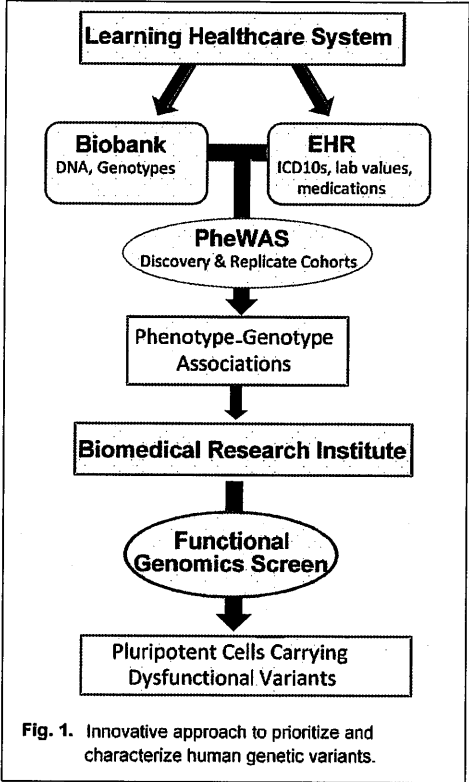 Learning Healthcare System
Biobank
DNA, Genotypes
EHR
ICD10s, lab values,
medications
PheWAS
Discovery & Replicate Cohorts
Phenotype-Genotype
Associations
Biomedical Research Institute
Functional
Genomics Screen
Pluripotent Cells Carrying
Dysfunctional Variants
Fig. 1. Innovative approach to prioritize and
characterize human genetic variants.